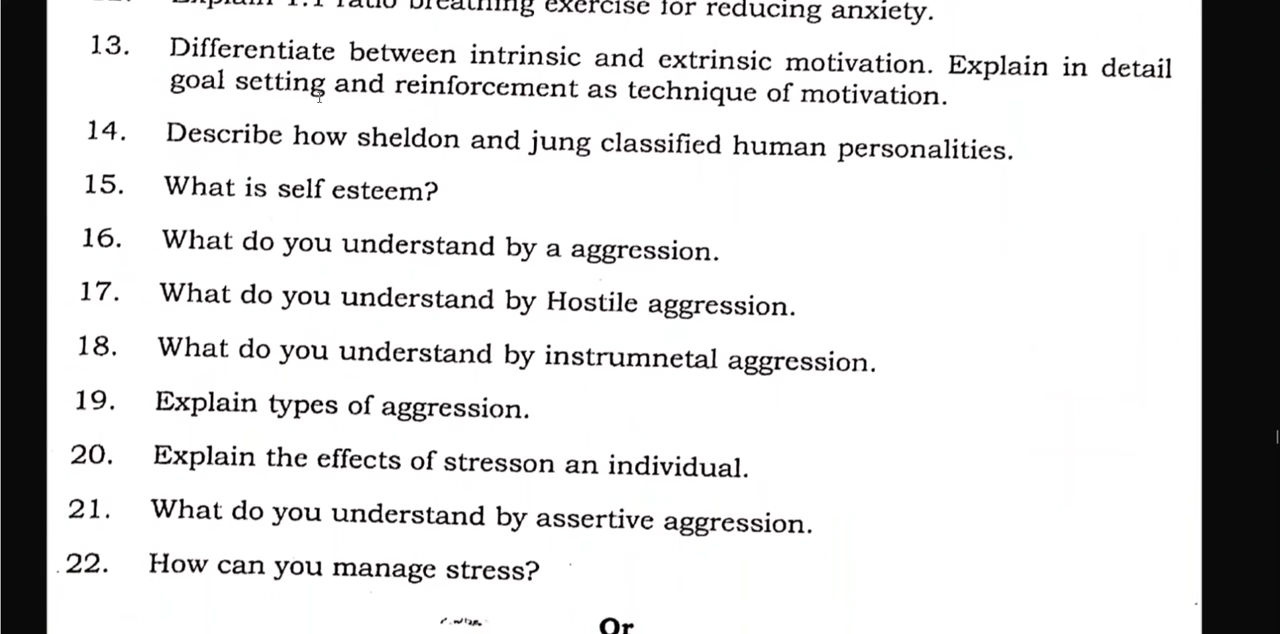 ratio breathing exercise for reducing anxiety.
13. Differentiate between intrinsic and extrinsic motivation. Explain in detail
goal setting and reinforcement as technique of motivation.
14. Describe how sheldon and jung classified human personalities.
15. What is self esteem?
16. What do you understand by a aggression.
17. What do you understand by Hostile aggression.
18. What do you understand by instrumnetal aggression.
19. Explain types of aggression.
20. Explain the effects of stresson an individual.
21. What do you understand by assertive aggression.
22. How can you manage stress?
Or